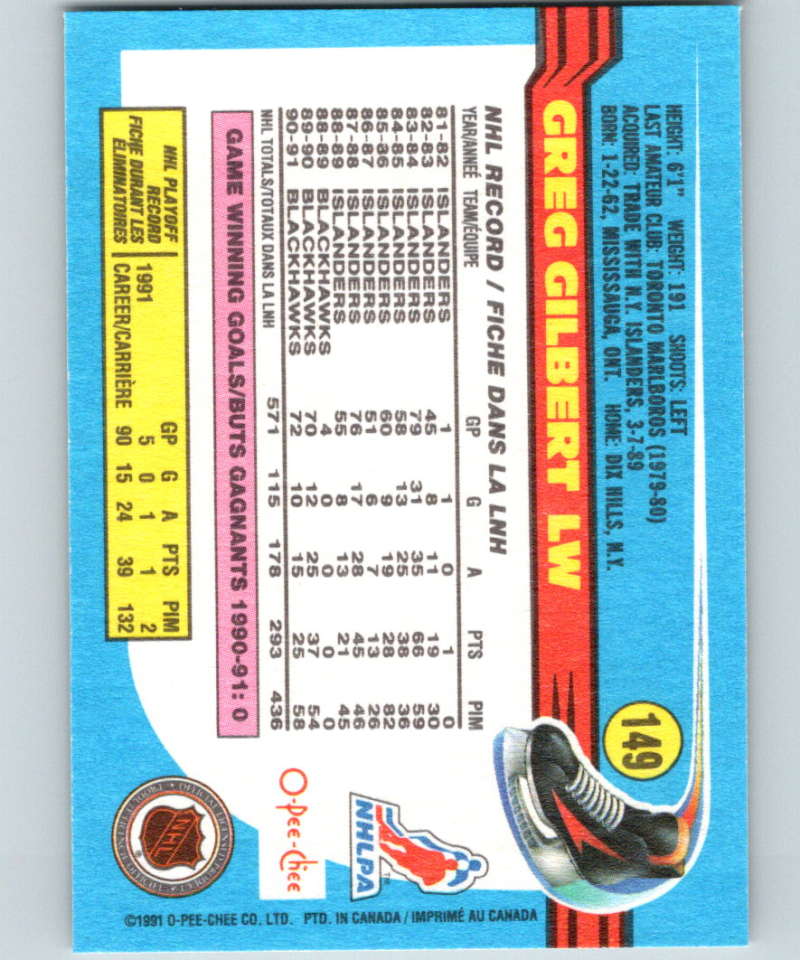 149
HEIGHT: 6'1" WEIGHT: 191 SHOOTS: LEFT
LAST AMATEUR CLUB: TORONTO MARLBOROS (1979-80)
ACQUIRED: TRADE WITH N.Y. ISLANDERS, 3-7-89
BORN: 1-22-62, MISSISSAUGA, ONT. HOME: DIX HILLS, N.Y.
GREG GILBERT LW
NHL RECORD / FICHE DANS LA LNH
YEAR/ANNÉE TEAM/ÉQUIPE GP G A PTS PIM
81-82 ISLANDERS 1 1 0 1 0
82-83 ISLANDERS 45 8 11 19 30
83-84 ISLANDERS 79 31 35 66 59
84-85 ISLANDERS 58 13 25 38 36
85-86 ISLANDERS 60 9 19 28 82
86-87 ISLANDERS 51 6 7 13 26
87-88 ISLANDERS 76 17 28 45 46
88-89 ISLANDERS 55 8 13 21 45
88-89 BLACKHAWKS 4 0 0 0 0
89-90 BLACKHAWKS 70 12 25 37 54
90-91 BLACKHAWKS 72 10 15 25 58
NHL TOTALS/TOTAUX DANS LA LNH 571 115 178 293 436
GAME WINNING GOALS/BUTS GAGNANTS 1990-91: 0
NHL PLAYOFF
RECORD
FICHE DURANT LES
ÉLIMINATOIRES
GP G A PTS PIM
1991 5 0 1 1 2
CAREER/CARRIÈRE 90 15 24 39 132
NHLPA
TM
O-Pee-Chee
NHL
®
©1991 O-PEE-CHEE CO. LTD. PTD. IN CANADA / IMPRIMÉ AU CANADA